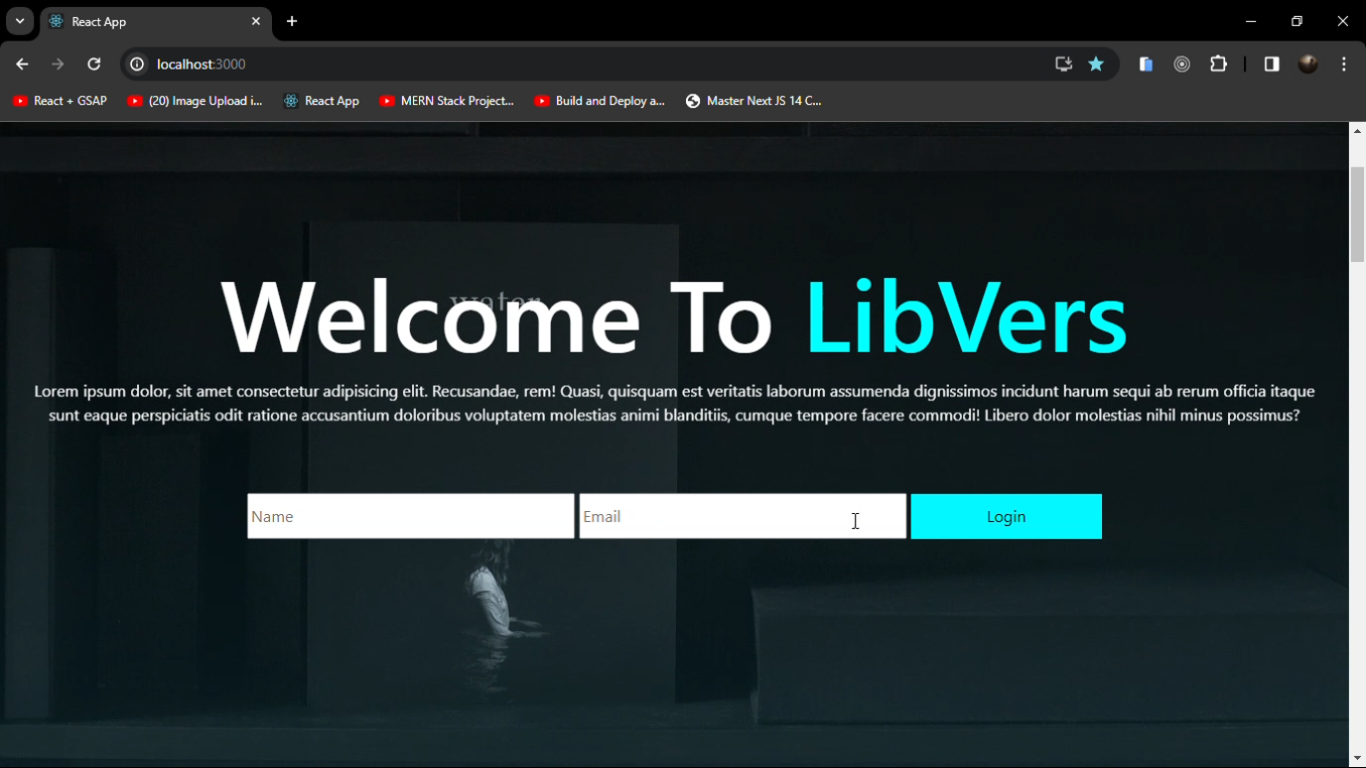 React App
localhost:3000
React + GSAP
(20) Image Upload i...
React App
MERN Stack Project...
Build and Deploy a...
Master Next JS 14 C...
water
Welcome To LibVers
Lorem ipsum dolor, sit amet consectetur adipisicing elit. Recusandae, rem! Quasi, quisquam est veritatis laborum assumenda dignissimos incidunt harum sequi ab rerum officia itaque
sunt eaque perspiciatis odit ratione accusantium doloribus voluptatem molestias animi blanditiis, cumque tempore facere commodi! Libero dolor molestias nihil minus possimus?
Name
Email
Login